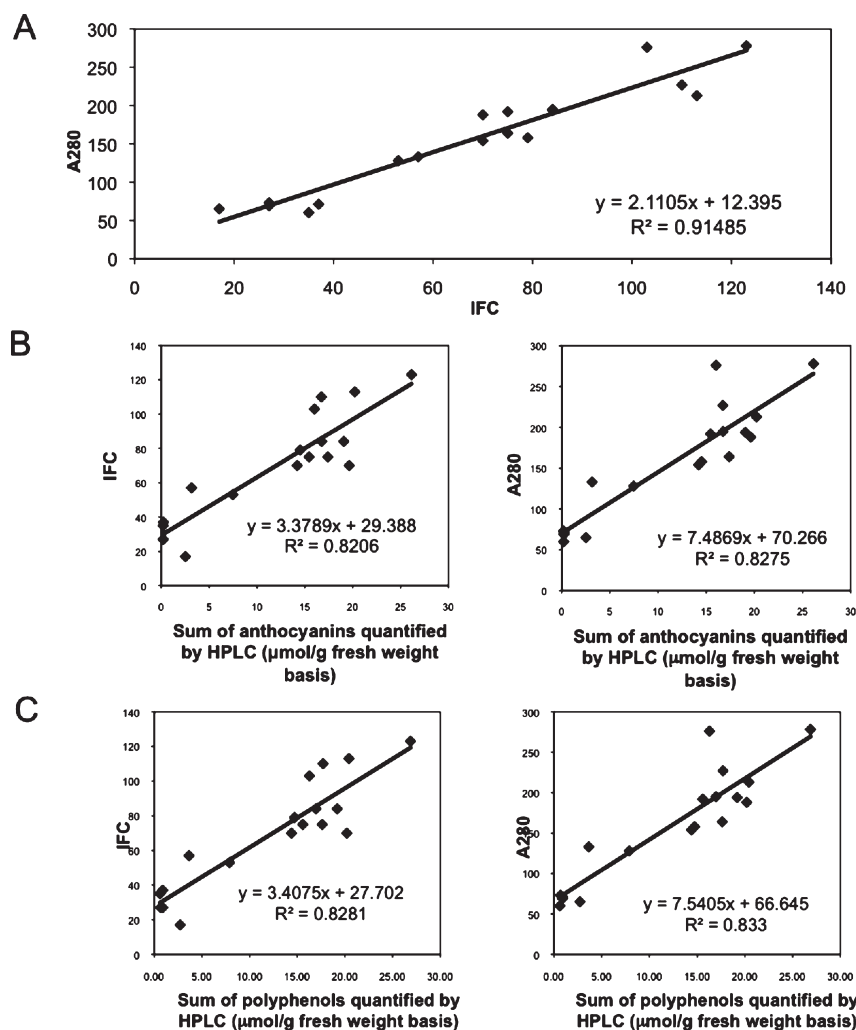 A
300
250
200
150
100
50
0
A280
y = 2.1105x + 12.395
R² = 0.91485
0 20 40 60 80 100 120 140
IFC
B
140
120
100
80
60
40
20
0
IFC
y = 3.3789x + 29.388
R² = 0.8206
0 5 10 15 20 25 30
Sum of anthocyanins quantified
by HPLC (µmol/g fresh weight
basis)
300
250
200
150
100
50
0
A280
y = 7.4869x + 70.266
R² = 0.8275
0 5 10 15 20 25 30
Sum of anthocyanins quantified
by HPLC (µmol/g fresh weight
basis)
C
140
120
100
80
60
40
20
0
IFC
y = 3.4075x + 27.702
R² = 0.8281
0.00 5.00 10.00 15.00 20.00 25.00 30.00
Sum of polyphenols quantified by
HPLC (µmol/g fresh weight basis)
300
250
200
150
100
50
0
A280
y = 7.5405x + 66.645
R² = 0.833
0.00 5.00 10.00 15.00 20.00 25.00 30.00
Sum of polyphenols quantified by
HPLC (µmol/g fresh weight basis)